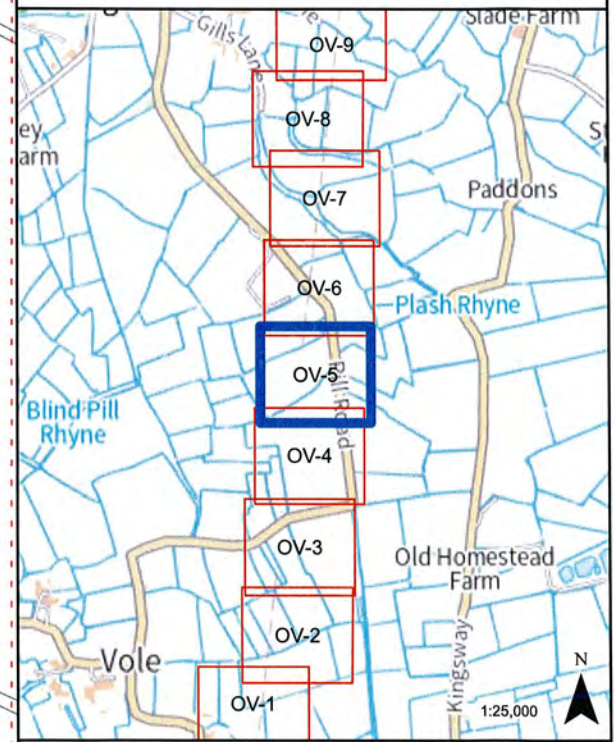 Gills Lane
OV-9
Slade Farm
OV-8
ey
arm
S
OV-7
Paddons
OV-6
Plash Rhyne
OV-5
Pill Road
Blind Pill
Rhyne
OV-4
OV-3
Old Homestead
Farm
OV-2
Vole
Kingsway
OV-1
1:25,000
N